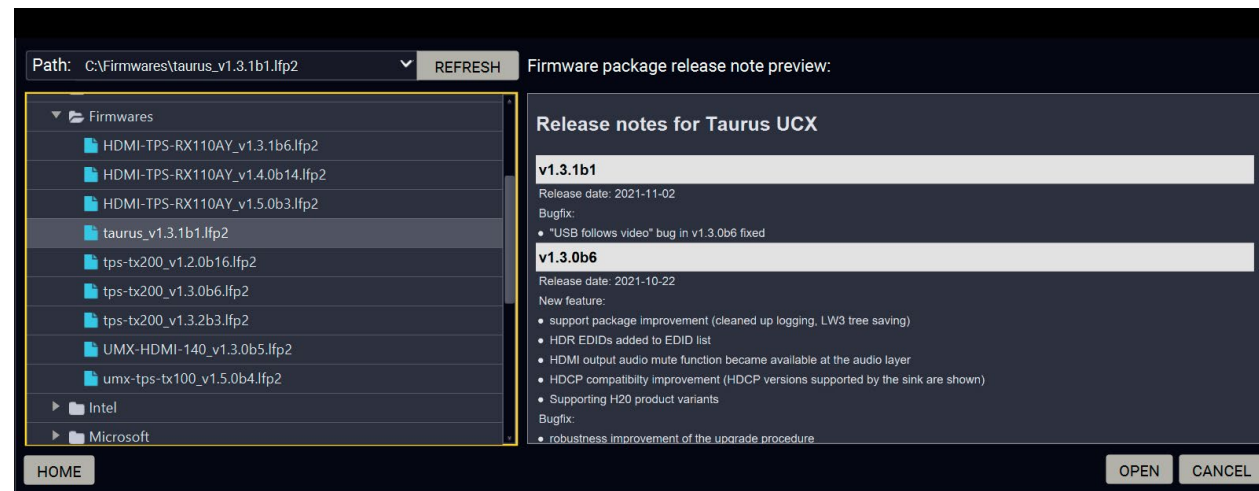 Path: C:\Firmwares\taurus_v1.3.1b1.lfp2 REFRESH
Firmware package release note preview:
Firmwares
HDMI-TPS-RX110AY_v1.3.1b6.lfp2
HDMI-TPS-RX110AY_v1.4.0b14.lfp2
HDMI-TPS-RX110AY_v1.5.0b3.lfp2
taurus_v1.3.1b1.lfp2
tps-tx200_v1.2.0b16.lfp2
tps-tx200_v1.3.0b6.lfp2
tps-tx200_v1.3.2b3.lfp2
UMX-HDMI-140_v1.3.0b5.lfp2
umx-tps-tx100_v1.5.0b4.lfp2
Intel
Microsoft
Release notes for Taurus UCX
v1.3.1b1
Release date: 2021-11-02
Bugfix:
• "USB follows video" bug in v1.3.0b6 fixed
v1.3.0b6
Release date: 2021-10-22
New feature:
• support package improvement (cleaned up logging, LW3 tree saving)
• HDR EDIDs added to EDID list
• HDMI output audio mute function became available at the audio layer
• HDCP compatibilty improvement (HDCP versions supported by the sink are shown)
• Supporting H20 product variants
Bugfix:
• robustness improvement of the upgrade procedure
HOME
OPEN
CANCEL